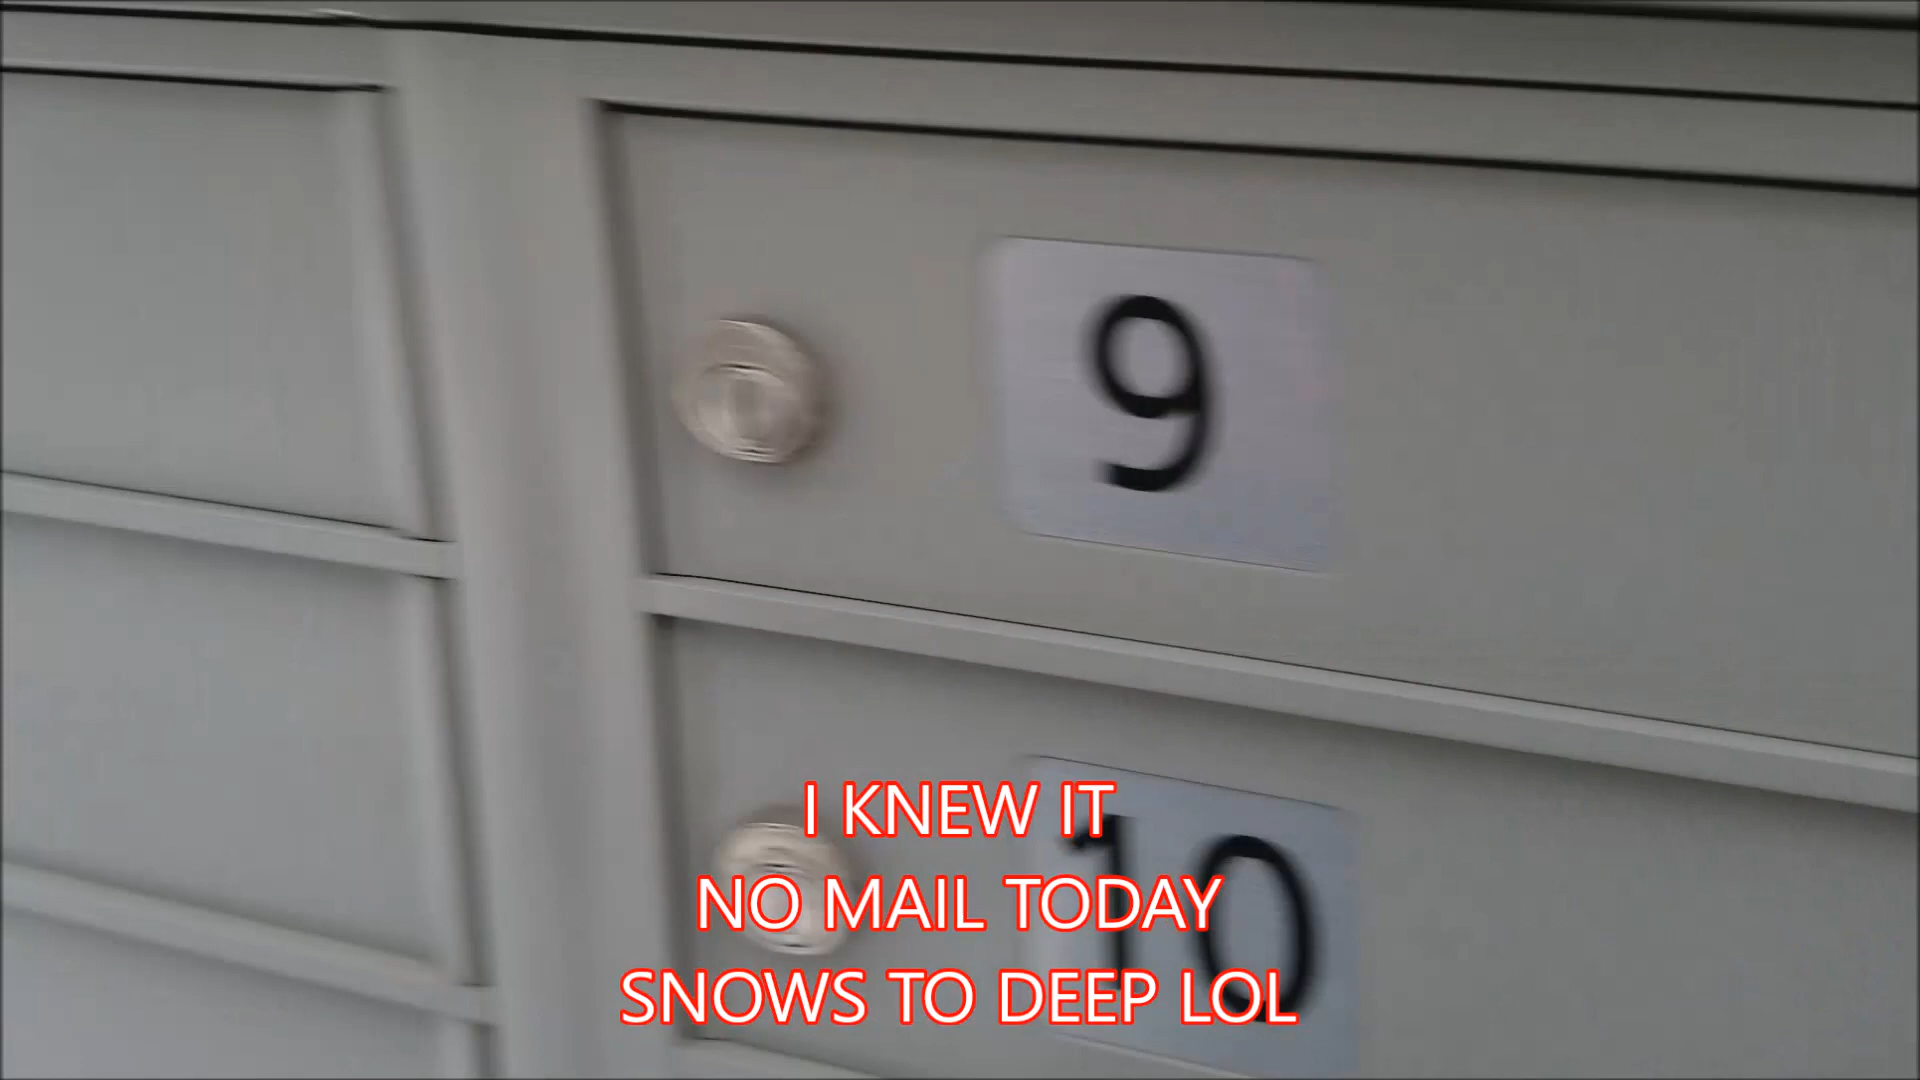 9
10
I KNEW IT
NO MAIL TODAY
SNOWS TO DEEP LOL